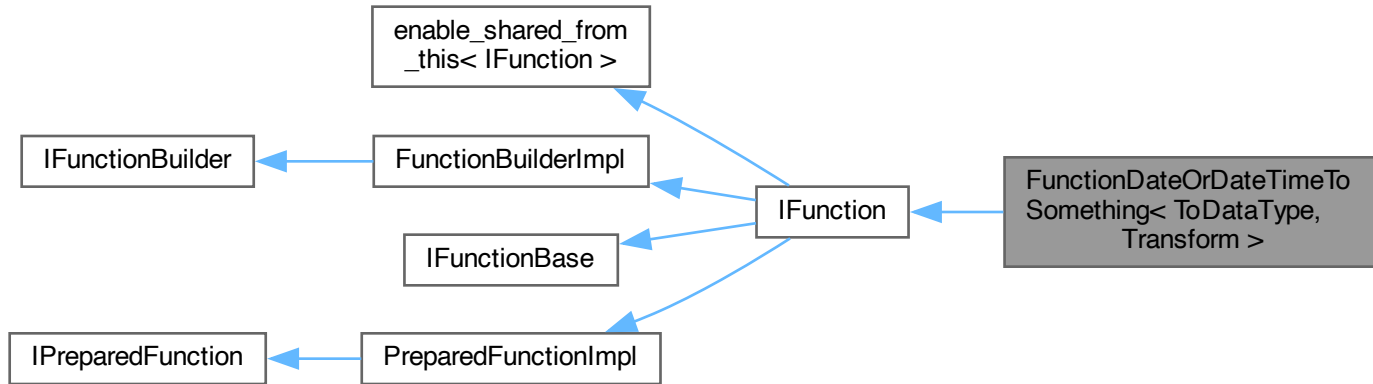 enable_shared_from
_this< IFunction >
IFunctionBuilder
FunctionBuilderImpl
IFunction
FunctionDateOrDateTimeTo
Something< ToDataType,
Transform >
IFunctionBase
IPreparedFunction
PreparedFunctionImpl